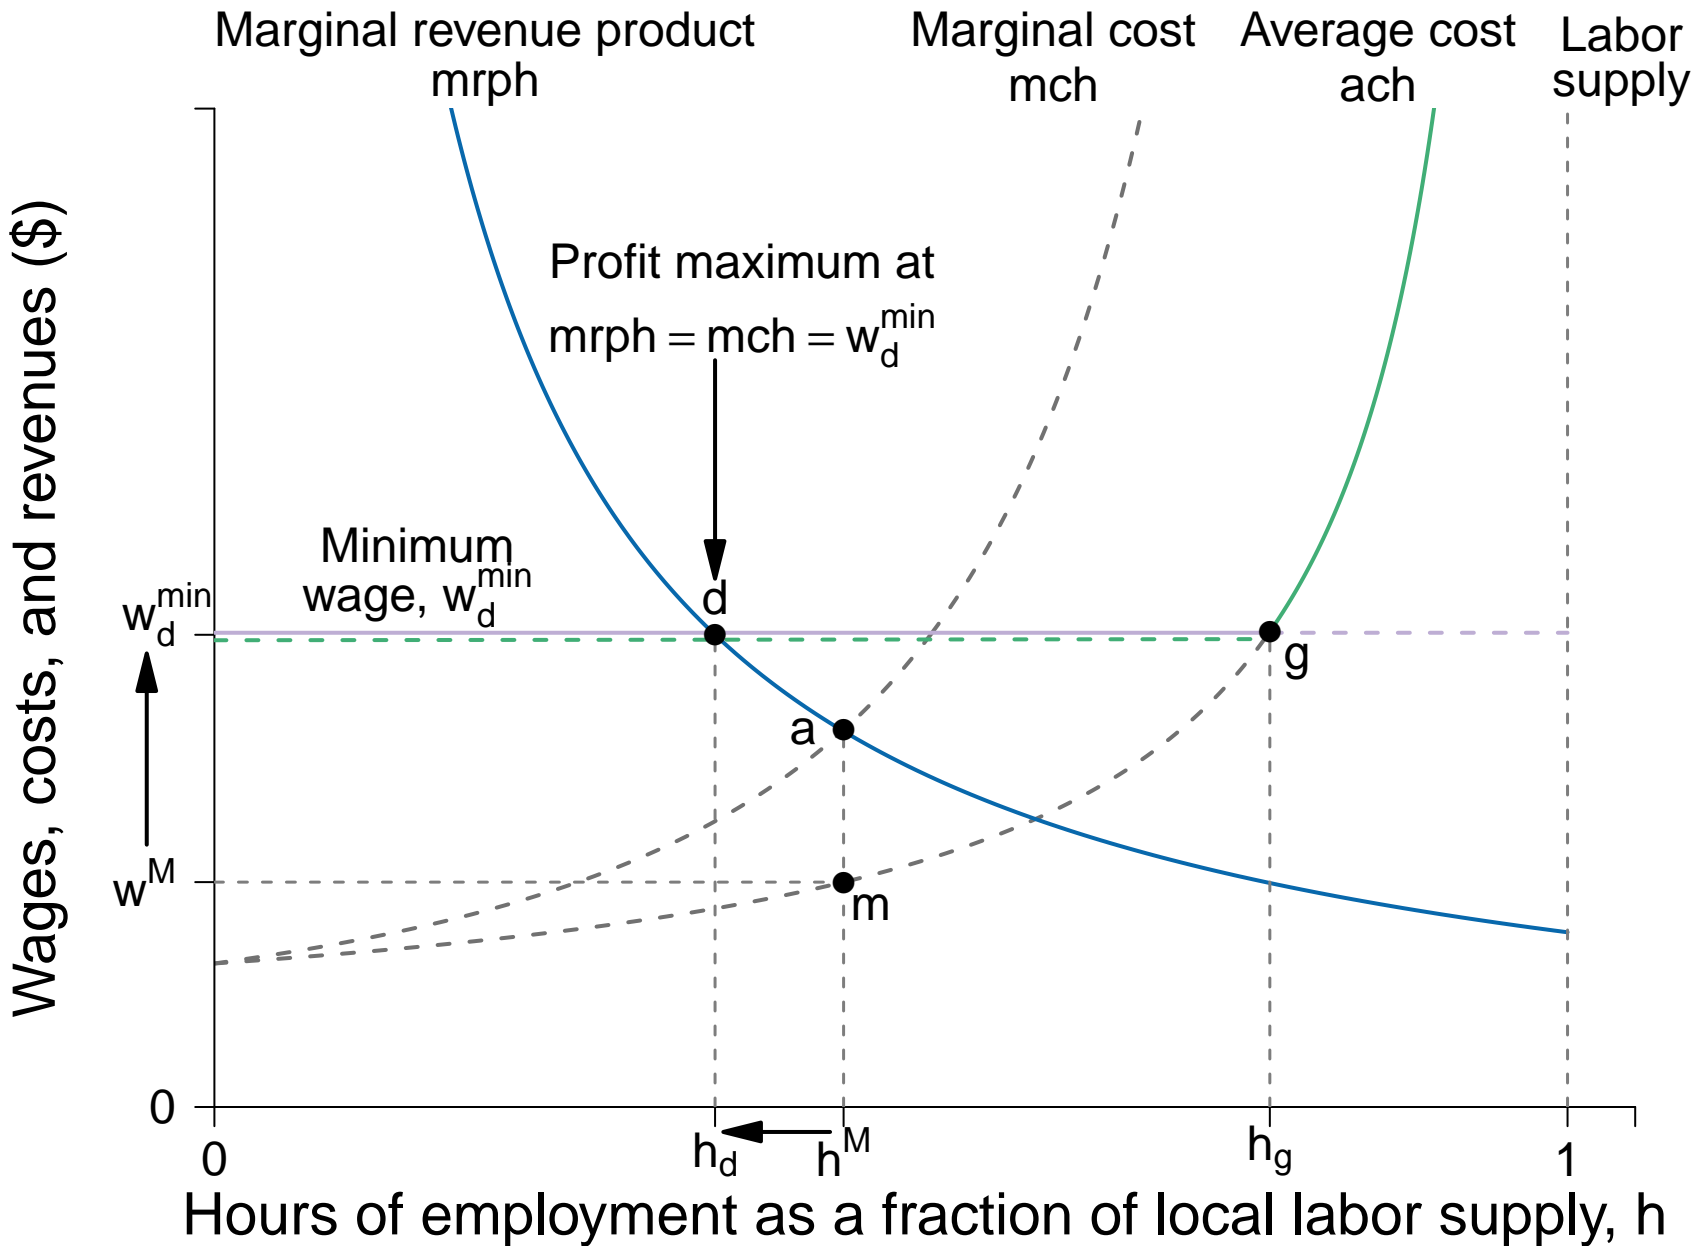 Marginal revenue product
mrph
Marginal cost
mch
Average cost
ach
Labor
supply
Profit maximum at
mrph = mch = w_d^min
Minimum
wage, w_d^min
d
g
a
m
w_d^min
w^M
0
0
h_d
h^M
h_g
1
Wages, costs, and revenues ($)
Hours of employment as a fraction of local labor supply, h